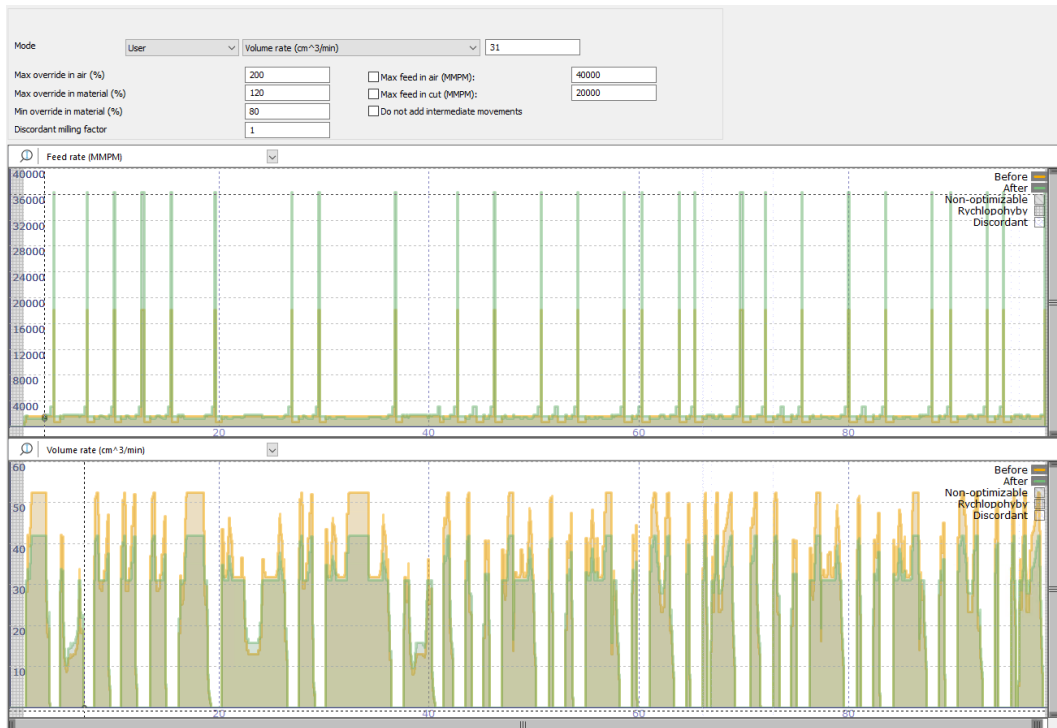 Mode User Volume rate (cm^3/min) 31
Max override in air (%) 200 Max feed in air (MMPM): 40000
Max override in material (%) 120 Max feed in cut (MMPM): 20000
Min override in material (%) 80 Do not add intermediate movements
Discordant milling factor 1
Feed rate (MMPM)
40000
Before
After
36000
Non-optimizable
Rychlopohyby
Discordant
32000
28000
24000
20000
16000
12000
8000
4000
20 40 60 80
Volume rate (cm^3/min)
60
Before
After
Non-optimizable
50
Rychlopohyby
Discordant
40
30
20
10
20 40 60 80